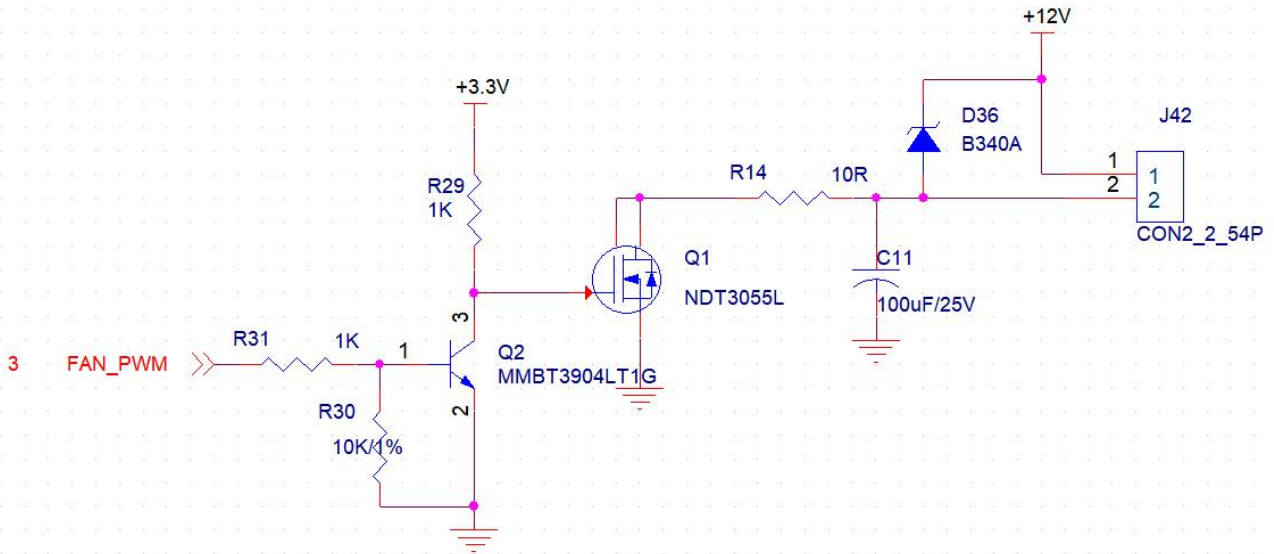 +12V
+3.3V
D36
B340A
J42
R29
1K
R14
10R
1
2
1
2
CON2_2_54P
Q1
NDT3055L
C11
100uF/25V
3
FAN_PWM
R31
1K
1
3
Q2
MMBT3904LT1G
2
R30
10K/1%